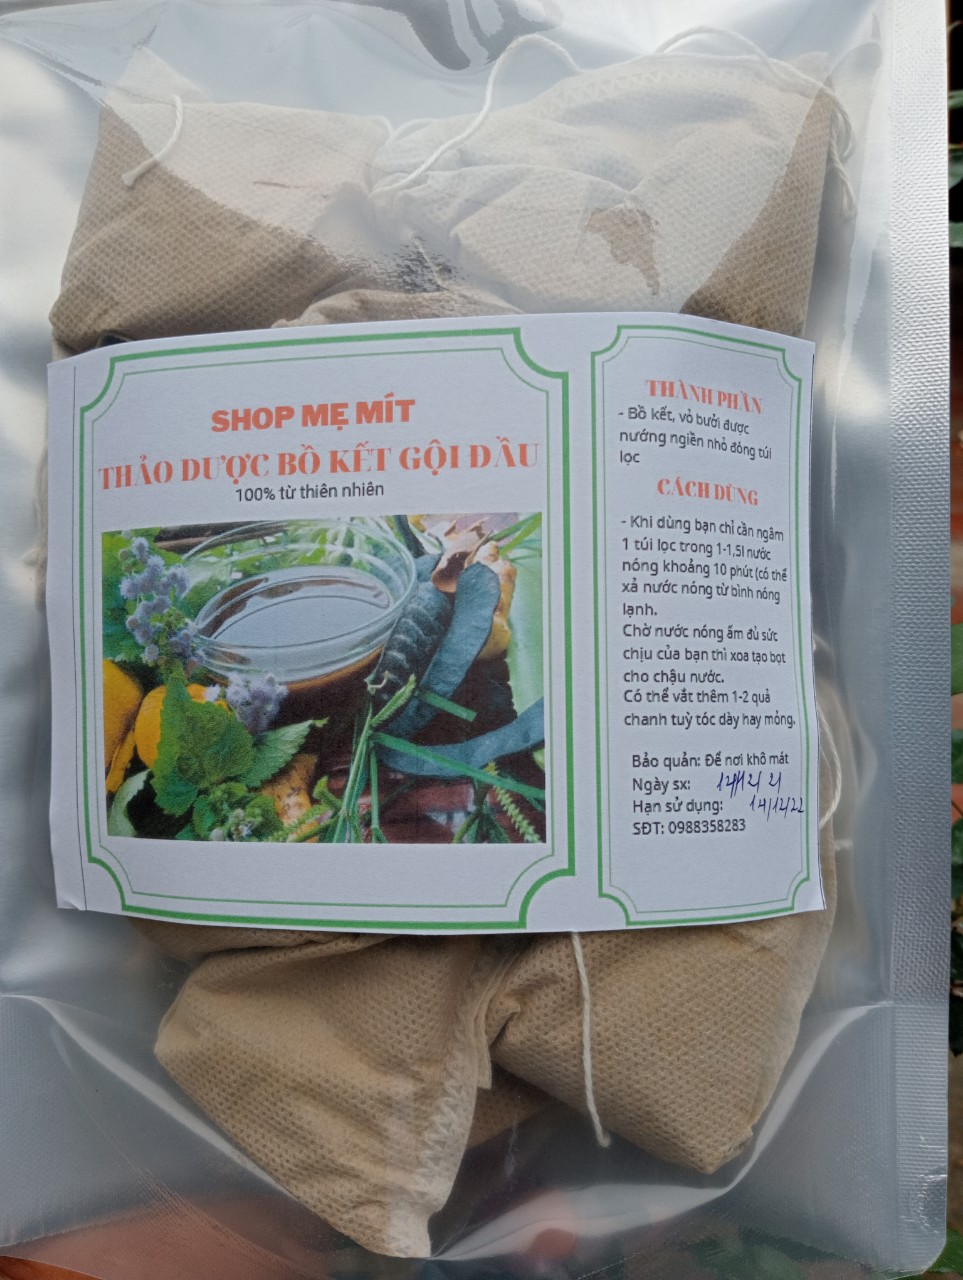 SHOP MẸ MÍT
THẢO DƯỢC BỒ KẾT GỘI ĐẦU
100% từ thiên nhiên
THÀNH PHẦN
- Bồ kết, vỏ bưởi được
nướng ngiền nhỏ đóng túi
lọc
CÁCH DÙNG
- Khi dùng bạn chỉ cần ngâm
1 túi lọc trong 1-1,5l nước
nóng khoảng 10 phút (có thể
xả nước nóng từ bình nóng
lạnh.
Chờ nước nóng ấm đủ sức
chịu của bạn thì xoa tạo bọt
cho chậu nước.
Có thể vắt thêm 1-2 quả
chanh tuỳ tóc dày hay mỏng.
Bảo quản: Để nơi khô mát
Ngày sx: 14/12/21
Hạn sử dụng: 14/12/22
SĐT: 0988358283